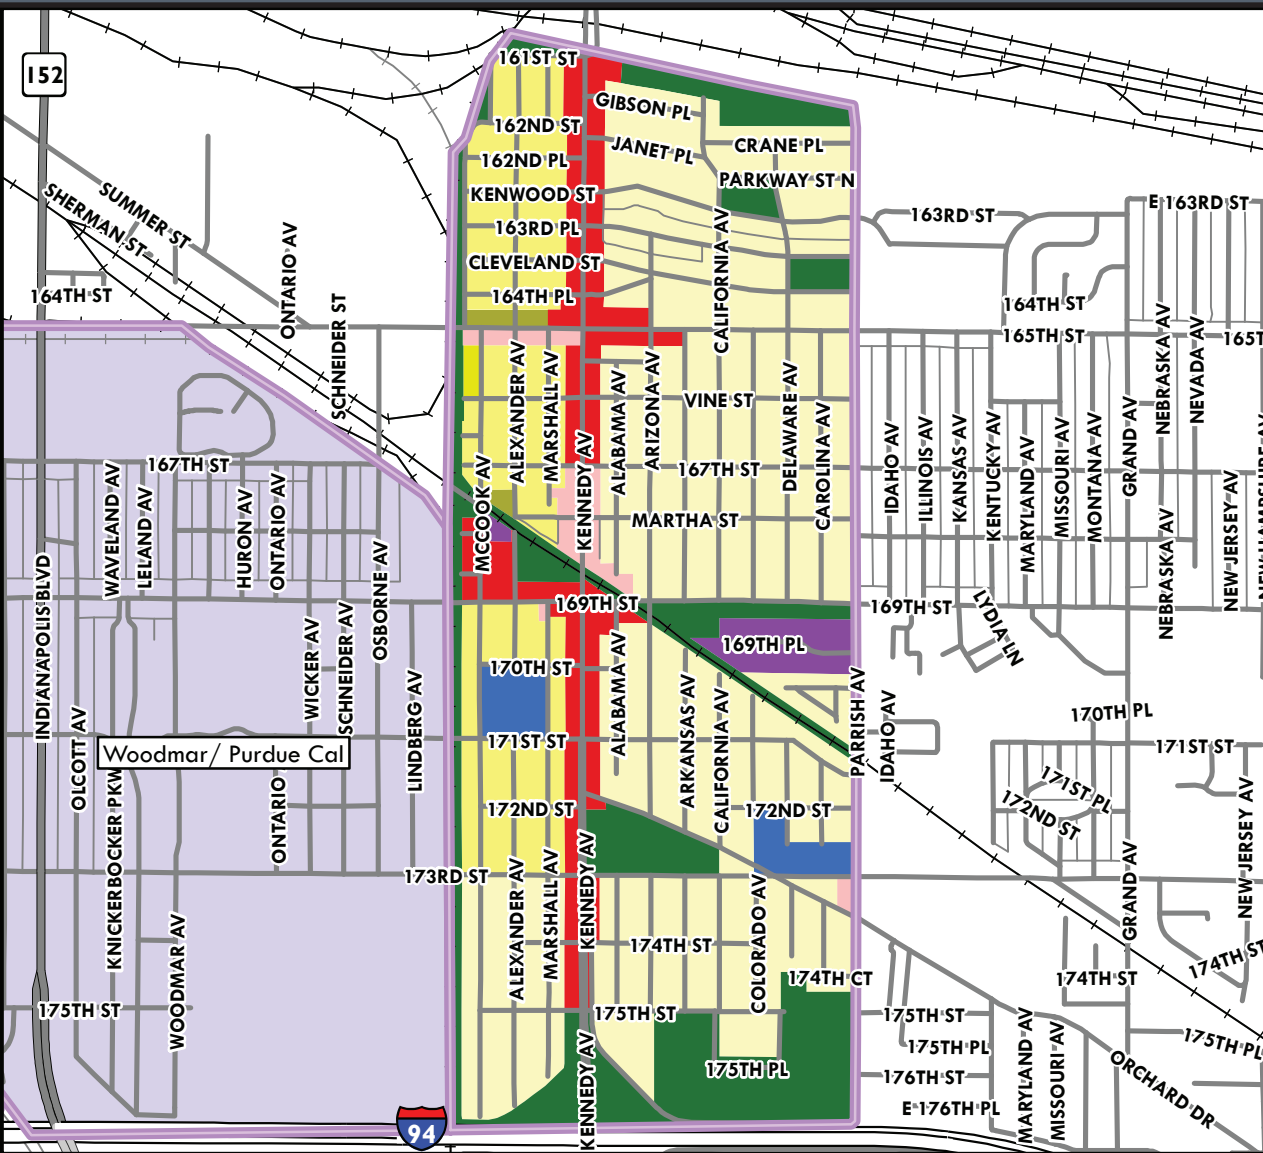 152
161ST ST
GIBSON PL
162ND ST
JANET PL
CRANE PL
162ND PL
PARKWAY ST N
KENWOOD ST
E 163RD ST
SUMMER ST
SHERMAN ST
163RD ST
163RD PL
ONTARIO AV
CALIFORNIA AV
CLEVELAND ST
164TH ST
164TH PL
164TH ST
SCHNEIDER ST
165TH ST
165T
NEBRASKA AV
NEVADA AV
ALEXANDER AV
MARSHALL AV
ALABAMA AV
ARIZONA AV
VINE ST
DELAWARE AV
CAROLINA AV
IDAHO AV
ILLINOIS AV
KANSAS AV
KENTUCKY AV
MARYLAND AV
MISSOURI AV
MONTANA AV
GRAND AV
167TH ST
KENNEDY AV
167TH ST
WAVELAND AV
LELAND AV
HURON AV
ONTARIO AV
MCCOOK AV
MARTHA ST
NEBRASKA AV
NEW JERSEY AV
NEW HAMPSHIRE AV
INDIANAPOLIS BLVD
OSBORNE AV
169TH ST
169TH ST
LYDIA LN
WICKER AV
SCHNEIDER AV
169TH PL
170TH ST
ALABAMA AV
LINDBERG AV
ARKANSAS AV
CALIFORNIA AV
PARRISH AV
IDAHO AV
170TH PL
OLCOTT AV
171ST ST
171ST ST
Woodmar/ Purdue Cal
171ST PL
KNICKERBOCKER PKW
ONTARIO
172ND ST
172ND ST
172ND ST
NEW JERSEY AV
173RD ST
KENNEDY AV
GRAND AV
ALEXANDER AV
MARSHALL AV
COLORADO AV
WOODMAR AV
174TH ST
174TH CT
174TH ST
174TH ST
175TH ST
175TH ST
175TH ST
175TH PL
175TH PL
175TH PL
KENNEDY AV
176TH ST
MARYLAND AV
MISSOURI AV
ORCHARD DR
E 176TH PL
94